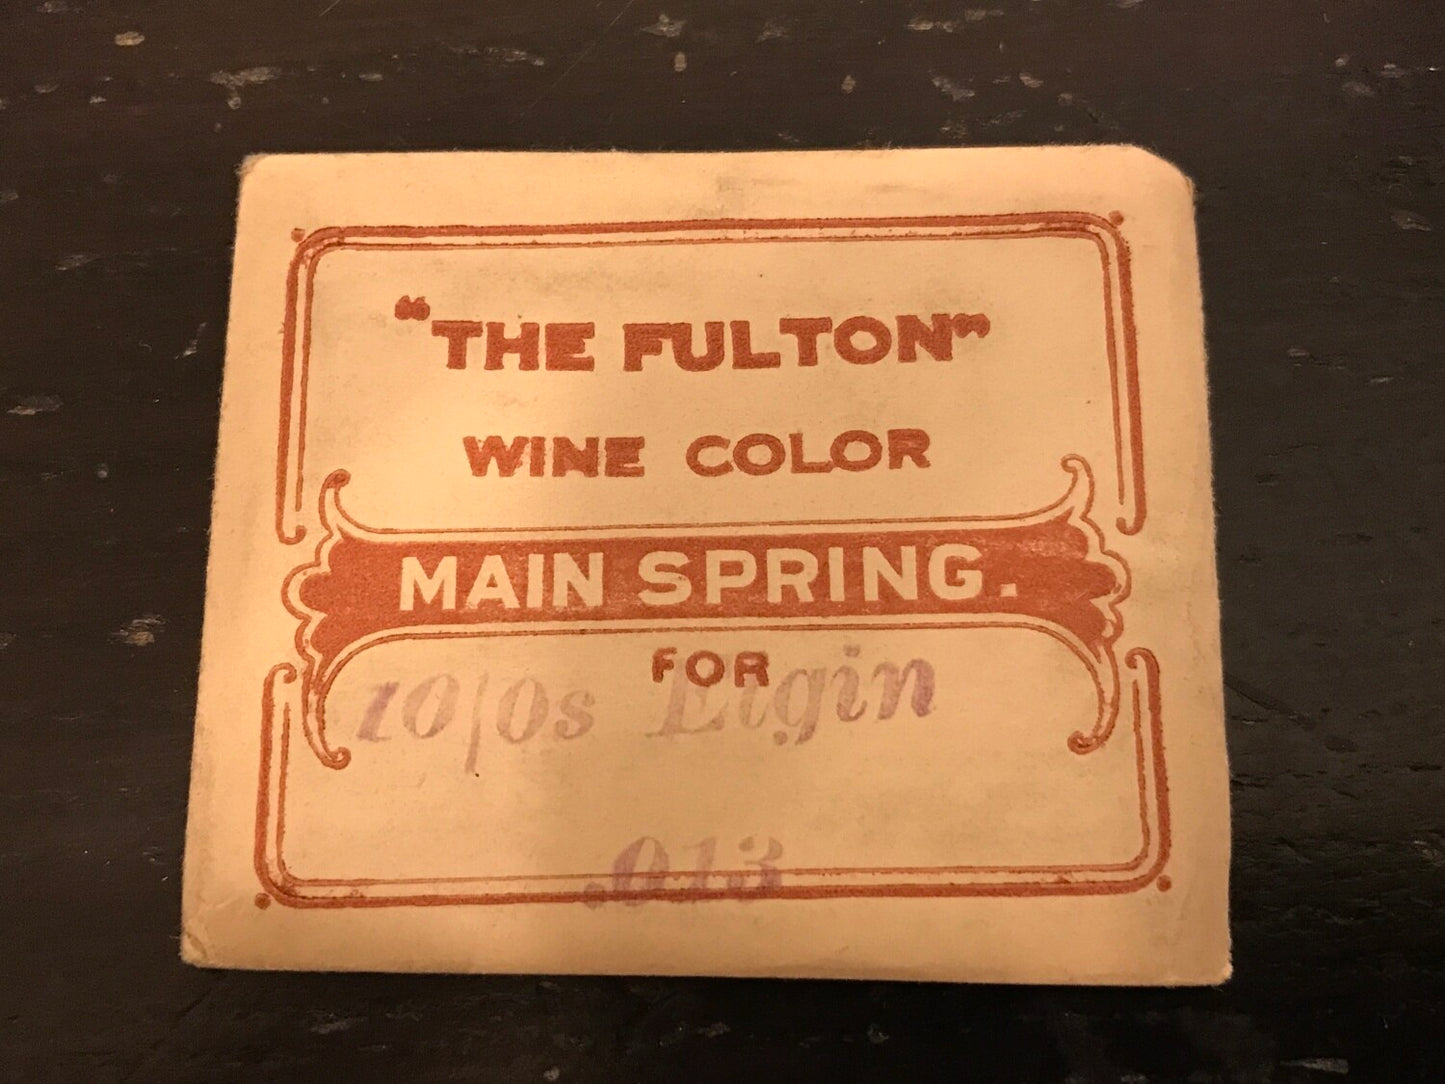 “THE FULTON”
WINE COLOR
MAIN SPRING.
FOR
10/0s Elgin
.013